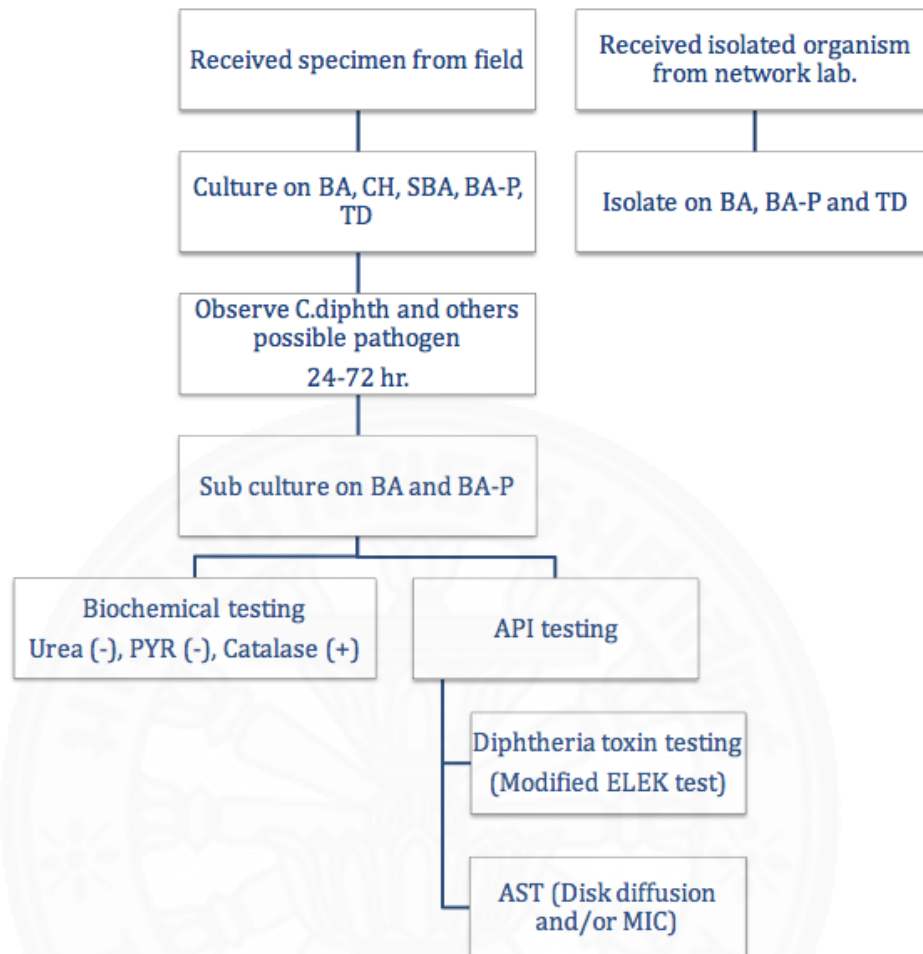 Received specimen from field
Received isolated organism
from network lab.
Culture on BA, CH, SBA, BA-P,
TD
Isolate on BA, BA-P and TD
Observe C.diphth and others
possible pathogen
24-72 hr.
Sub culture on BA and BA-P
Biochemical testing
Urea (-), PYR (-), Catalase (+)
API testing
Diphtheria toxin testing
(Modified ELEK test)
AST (Disk diffusion
and/or MIC)